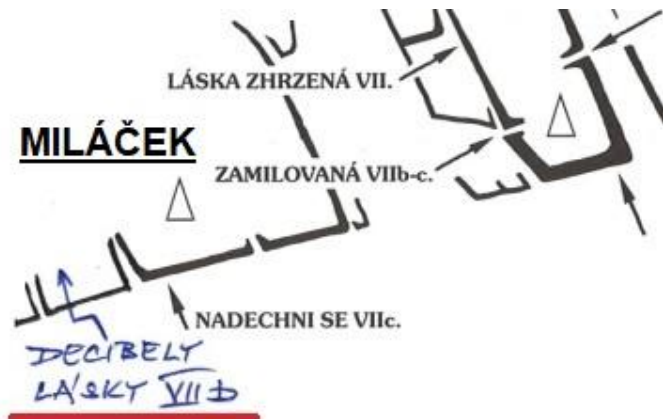 LÁSKA ZHRZENÁ VII.
MILÁČEK
ZAMILOVANÁ VIIb-c.
NADECHNI SE VIIc.
DECIBELY
LÁSKY VII b